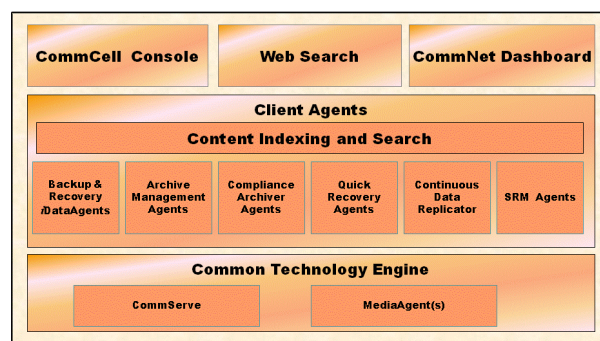 CommCell Console
Web Search
CommNet Dashboard
Client Agents
Content Indexing and Search
Backup &
Recovery
iDataAgents
Archive
Management
Agents
Compliance
Archiver
Agents
Quick
Recovery
Agents
Continuous
Data
Replicator
SRM Agents
Common Technology Engine
CommServe
MediaAgent(s)